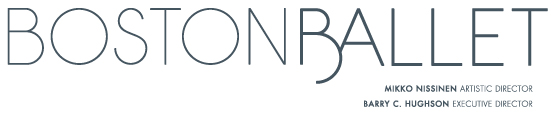 BOSTONBALLET
MIKKO NISSINEN ARTISTIC DIRECTOR
BARRY C. HUGHSON EXECUTIVE DIRECTOR